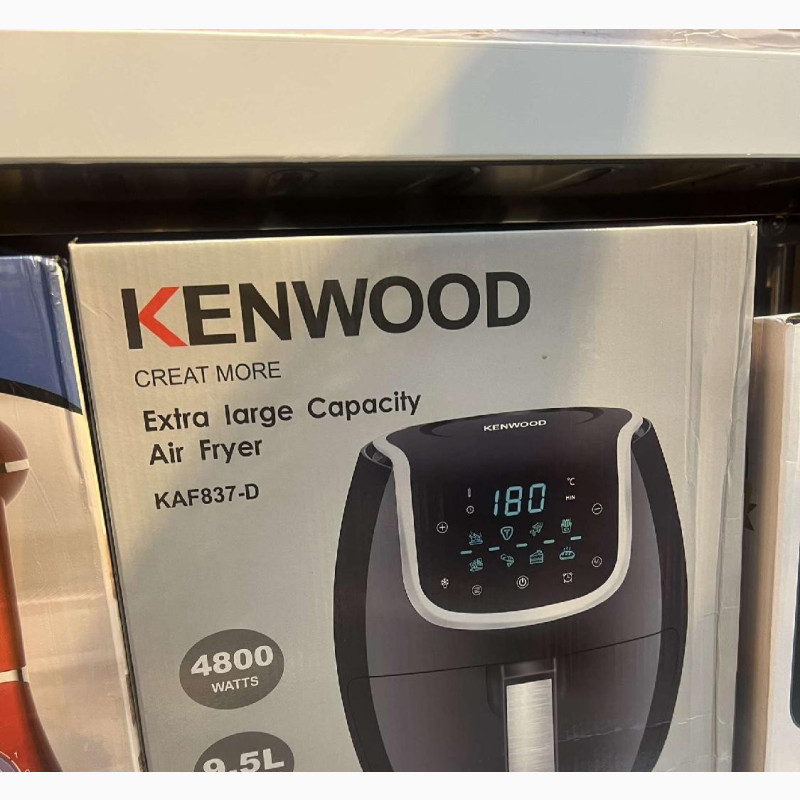 KENWOOD
CREAT MORE
Extra large Capacity
Air Fryer
KAF837-D
KENWOOD
°C
180
MIN
4800
WATTS
9.5L